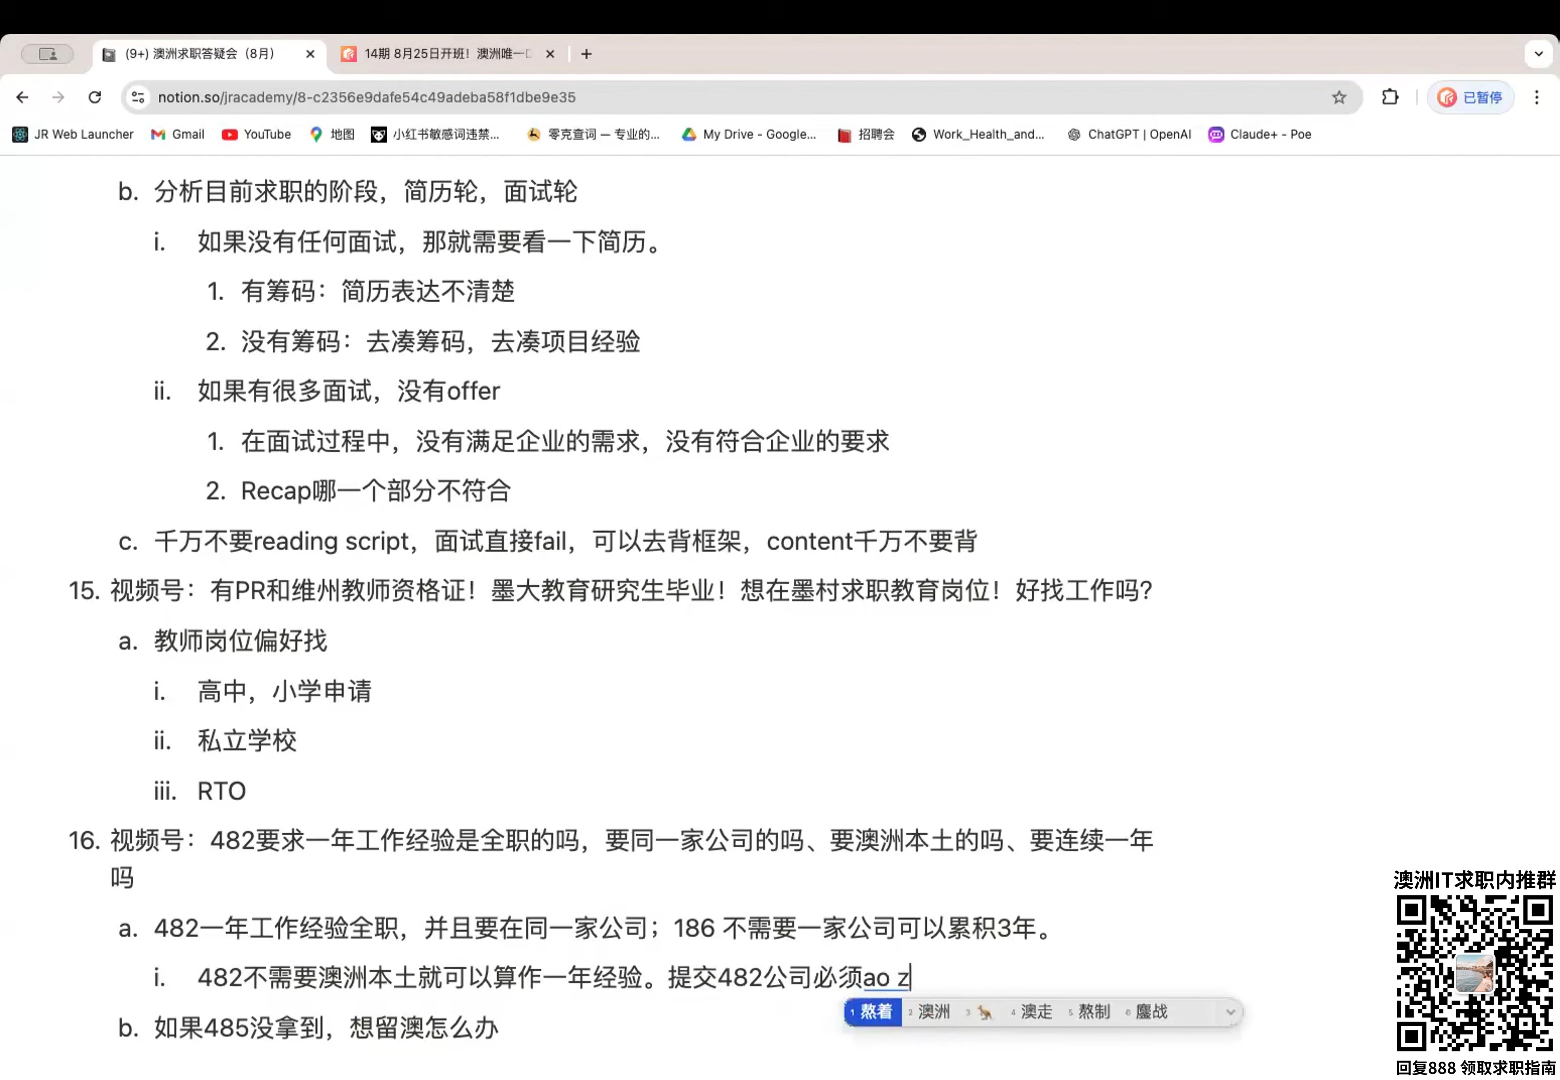 (9+) 澳洲求职答疑会（8月）
14期 8月25日开班！澳洲唯一
notion.so/jracademy/8-c2356e9dafe54c49adeba58f1dbe9e35
已暂停
JR Web Launcher
Gmail
YouTube
地图
小红书敏感词违禁...
零克查词 — 专业的...
My Drive - Google...
招聘会
Work_Health_and...
ChatGPT | OpenAI
Claude+ - Poe
b. 分析目前求职的阶段，简历轮，面试轮
i. 如果没有任何面试，那就需要看一下简历。
1. 有筹码：简历表达不清楚
2. 没有筹码：去凑筹码，去凑项目经验
ii. 如果有很多面试，没有offer
1. 在面试过程中，没有满足企业的需求，没有符合企业的要求
2. Recap哪一个部分不符合
c. 千万不要reading script，面试直接fail，可以去背框架，content千万不要背
15. 视频号：有PR和维州教师资格证！墨大教育研究生毕业！想在墨村求职教育岗位！好找工作吗？
a. 教师岗位偏好找
i. 高中，小学申请
ii. 私立学校
iii. RTO
16. 视频号：482要求一年工作经验是全职的吗，要同一家公司的吗、要澳洲本土的吗、要连续一年
吗
a. 482一年工作经验全职，并且要在同一家公司；186 不需要一家公司可以累积3年。
i. 482不需要澳洲本土就可以算作一年经验。提交482公司必须ao z
1 熬着 2 澳洲 3 🦘 4 澳走 5 熬制 6 鏖战
b. 如果485没拿到，想留澳怎么办
澳洲IT求职内推群
回复888 领取求职指南